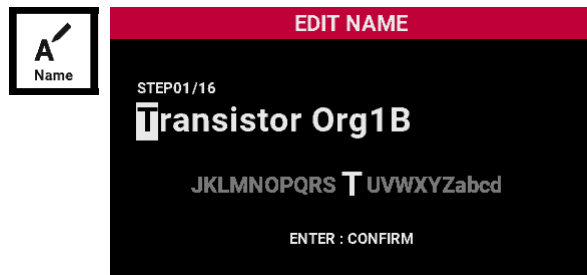 A
Name
EDIT NAME
STEP01/16
Transistor Org1B
JKLMNOPQRS T UVWXYZabcd
ENTER : CONFIRM